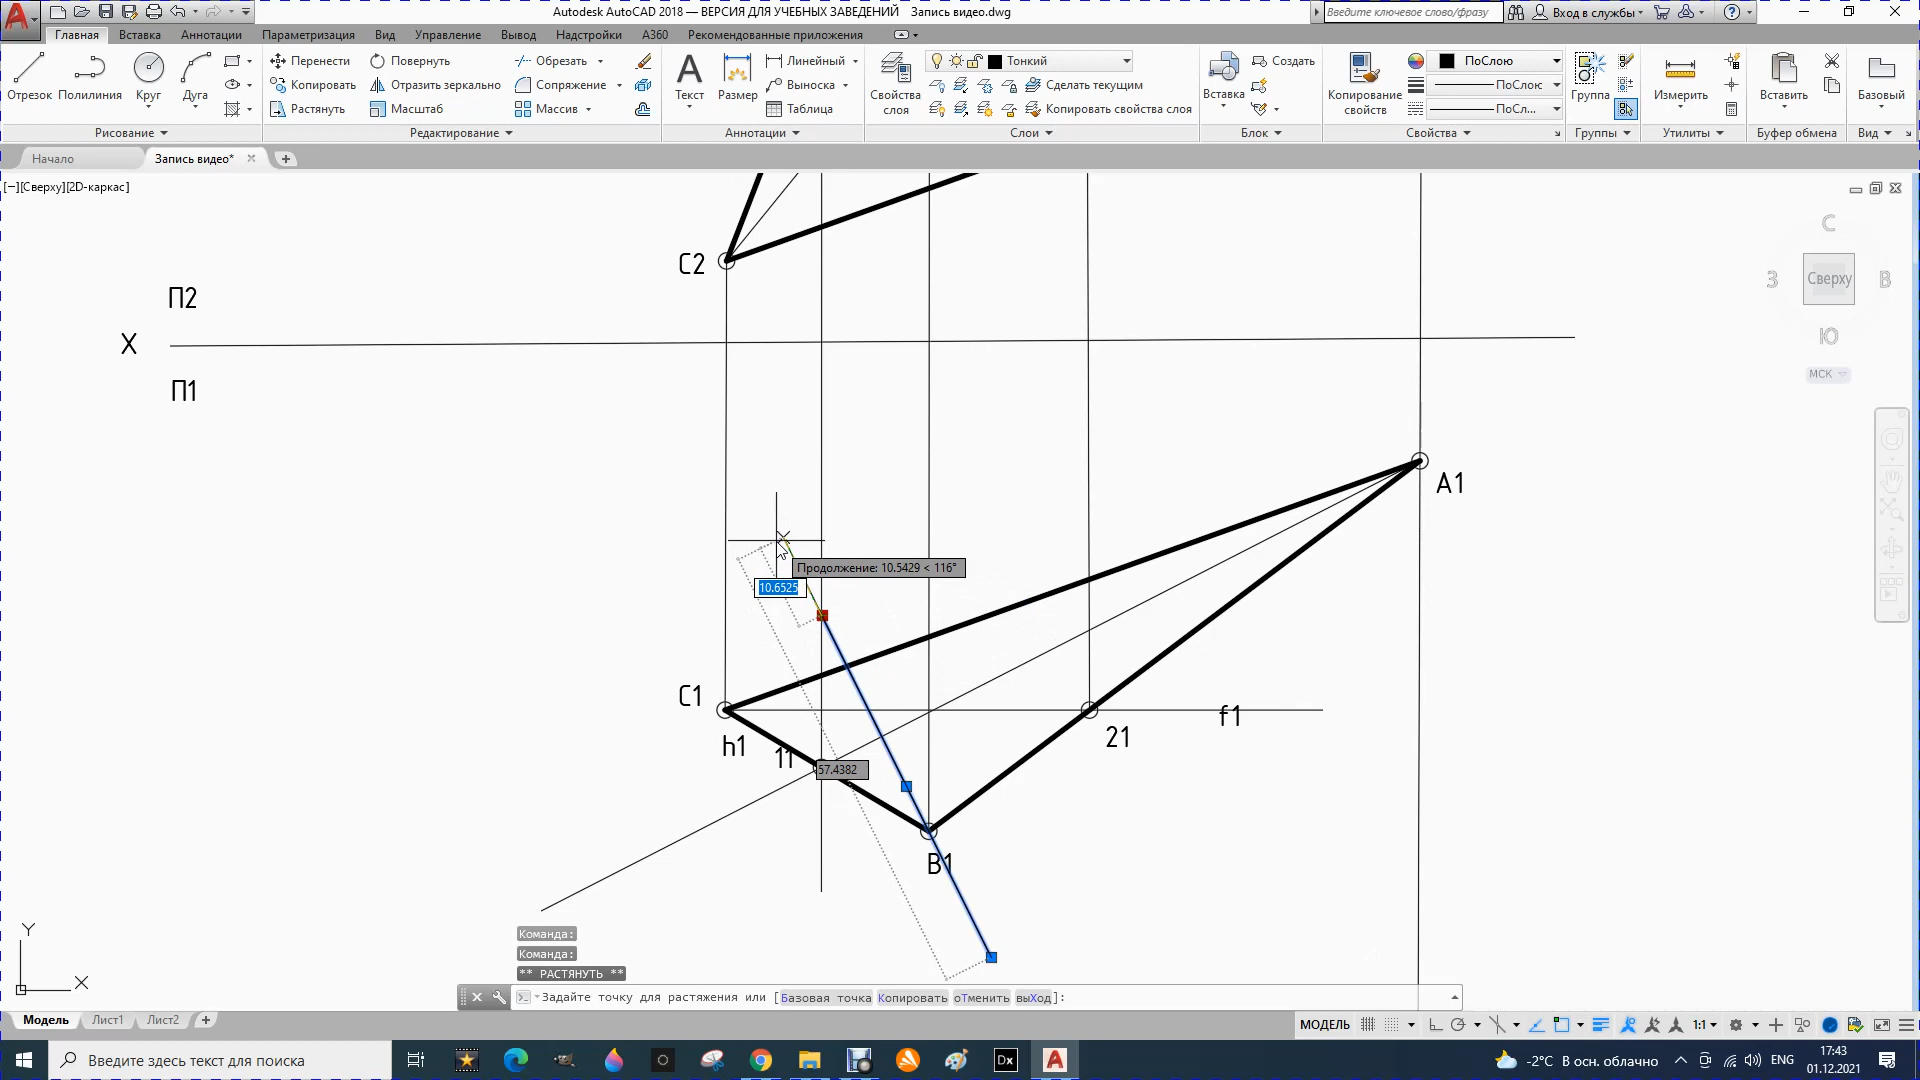 Autodesk AutoCAD 2018 — ВЕРСИЯ ДЛЯ УЧЕБНЫХ ЗАВЕДЕНИЙ Запись видео.dwg
Введите ключевое слово/фразу
Вход в службы
Главная Вставка Аннотации Параметризация Вид Управление Вывод Надстройки A360 Рекомендованные приложения
Отрезок Полилиния Круг Дуга
Рисование
Перенести Повернуть Обрезать
Копировать Отразить зеркально Сопряжение
Растянуть Масштаб Массив
Редактирование
Текст Размер
Линейный
Выноска
Таблица
Аннотации
Свойства слоя
Тонкий
Сделать текущим
Копировать свойства слоя
Слои
Вставка
Создать
Блок
Копирование свойств
ПоСлою
ПоСлою
ПоСл...
Свойства
Группа
Группы
Измерить
Утилиты
Вставить
Буфер обмена
Базовый
Вид
Начало Запись видео*
[−][Сверху][2D-каркас]
С
З Сверху В
Ю
МСК
C2
П2
X
П1
A1
Продолжение: 10.5429 < 116°
10.6525
C1
f1
h1
11
21
57.4382
B1
Y
X
Команда:
Команда:
** РАСТЯНУТЬ **
Задайте точку для растяжения или [Базовая точка Копировать оТменить выХод]:
Модель Лист1 Лист2
МОДЕЛЬ 1:1
Введите здесь текст для поиска
Dx
-2°C В осн. облачно
ENG
17:43
01.12.2021